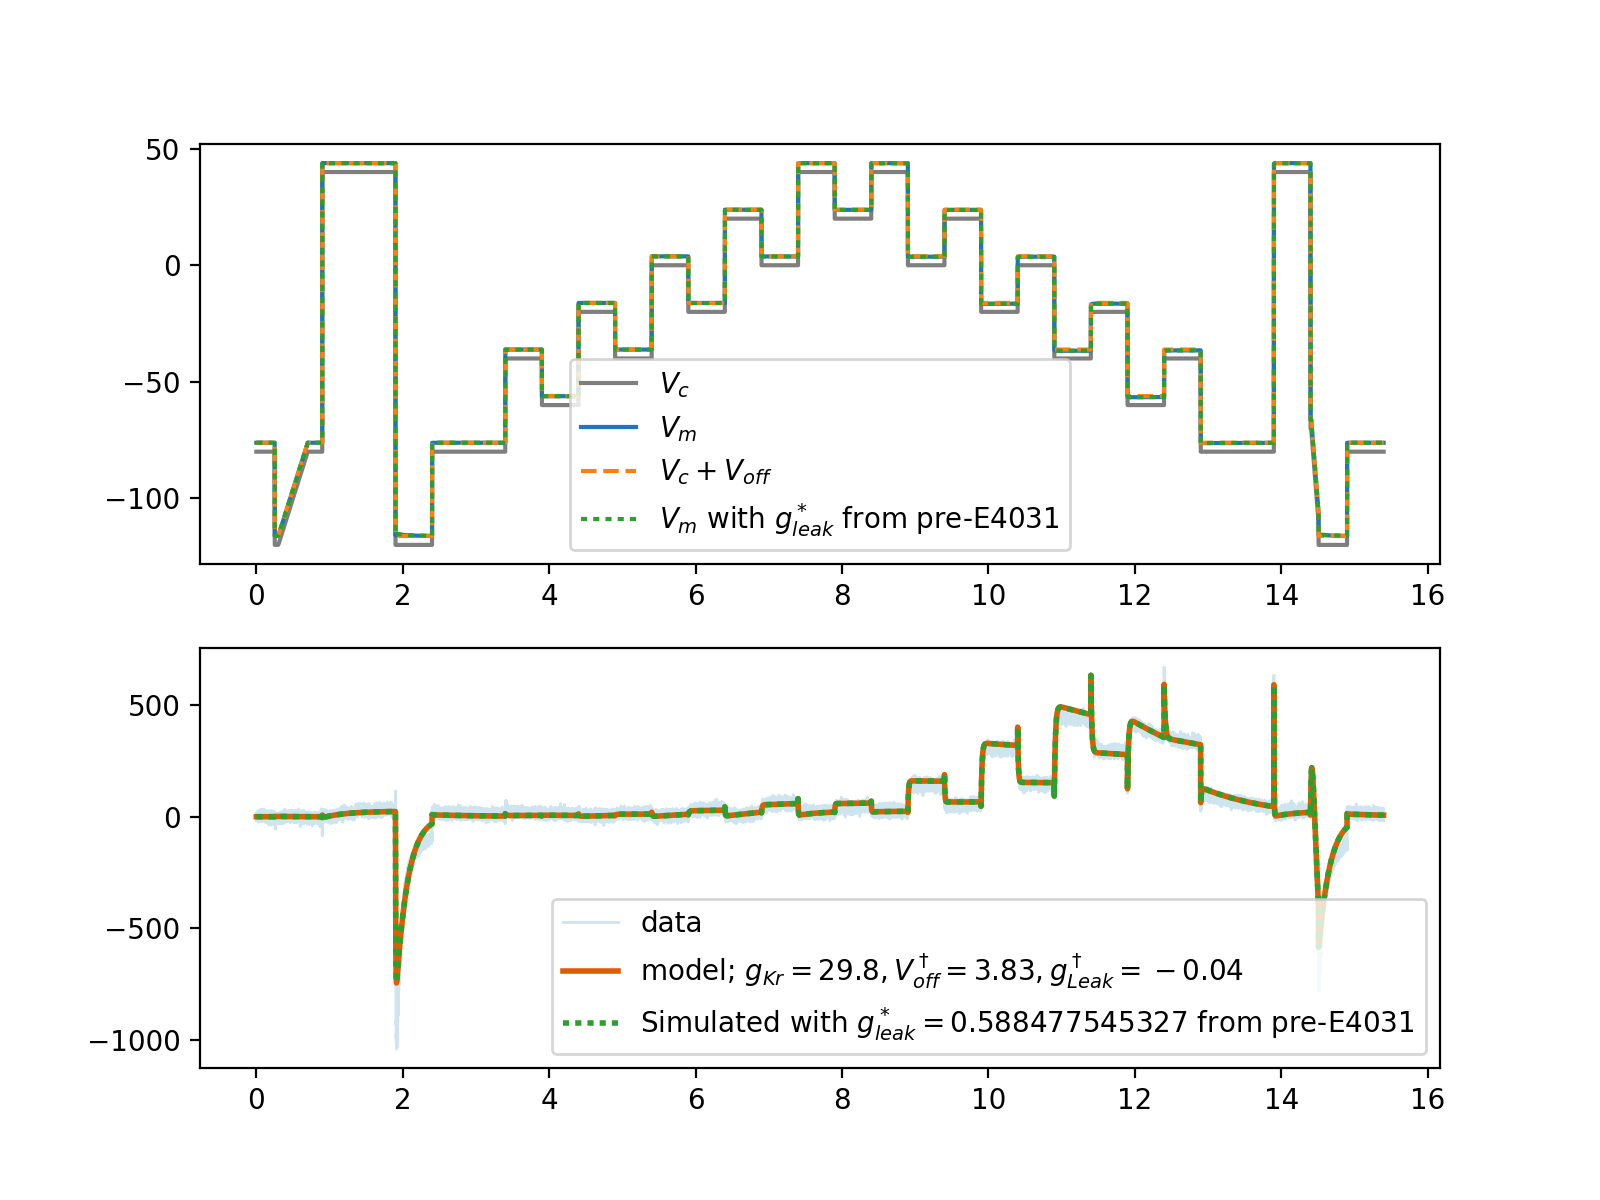 50
0
−50
−100
V_c
V_m
V_c + V_off
V_m with g*_leak from pre-E4031
0 2 4 6 8 10 12 14 16
500
0
−500
−1000
data
model; g_Kr = 29.8, V†_off = 3.83, g†_Leak = −0.04
Simulated with g*_leak = 0.588477545327 from pre-E4031
0 2 4 6 8 10 12 14 16